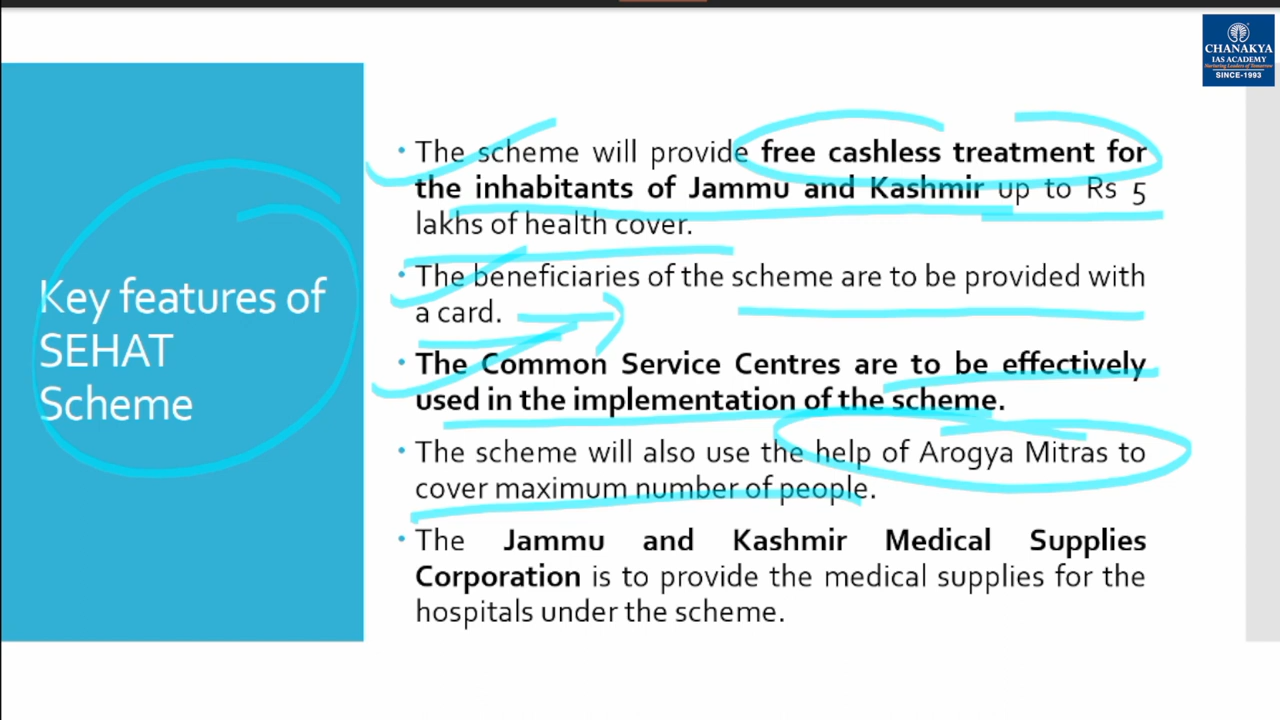 CHANAKYA
IAS ACADEMY
Nurturing Leaders of Tomorrow
SINCE-1993
Key features of
SEHAT
Scheme
• The scheme will provide free cashless treatment for
the inhabitants of Jammu and Kashmir up to Rs 5
lakhs of health cover.
• The beneficiaries of the scheme are to be provided with
a card.
• The Common Service Centres are to be effectively
used in the implementation of the scheme.
• The scheme will also use the help of Arogya Mitras to
cover maximum number of people.
• The Jammu and Kashmir Medical Supplies
Corporation is to provide the medical supplies for the
hospitals under the scheme.